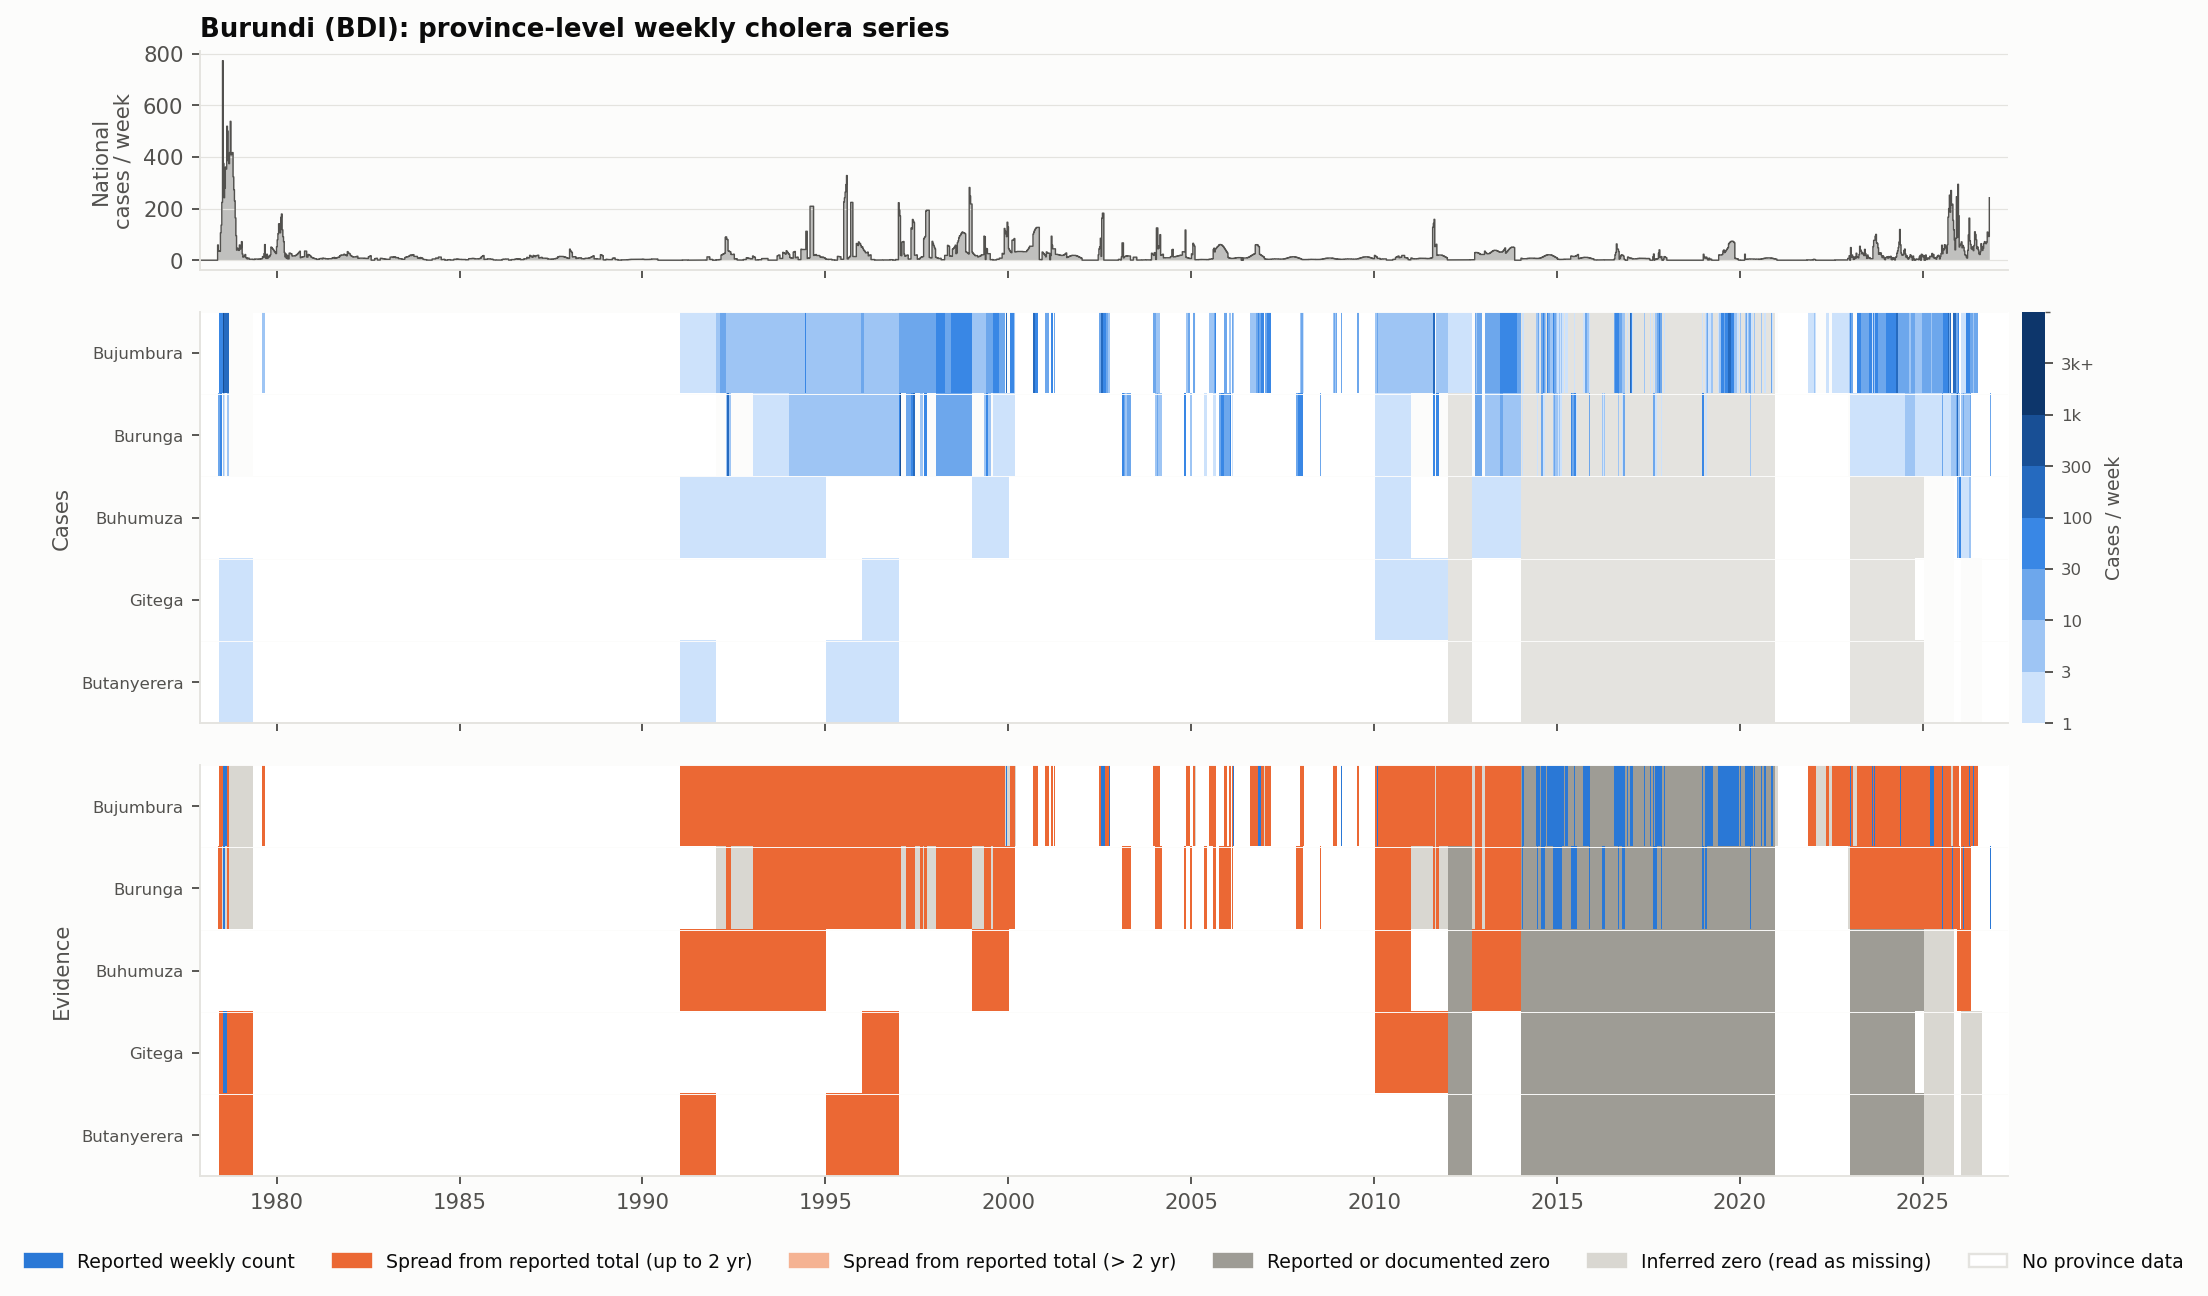 Burundi (BDI): province-level weekly cholera series
National
cases / week
800
600
400
200
0
Cases
Bujumbura
Burunga
Buhumuza
Gitega
Butanyerera
3k+
1k
300
100
30
10
3
1
Cases / week
Evidence
Bujumbura
Burunga
Buhumuza
Gitega
Butanyerera
1980 1985 1990 1995 2000 2005 2010 2015 2020 2025
Reported weekly count Spread from reported total (up to 2 yr) Spread from reported total (> 2 yr) Reported or documented zero Inferred zero (read as missing) No province data